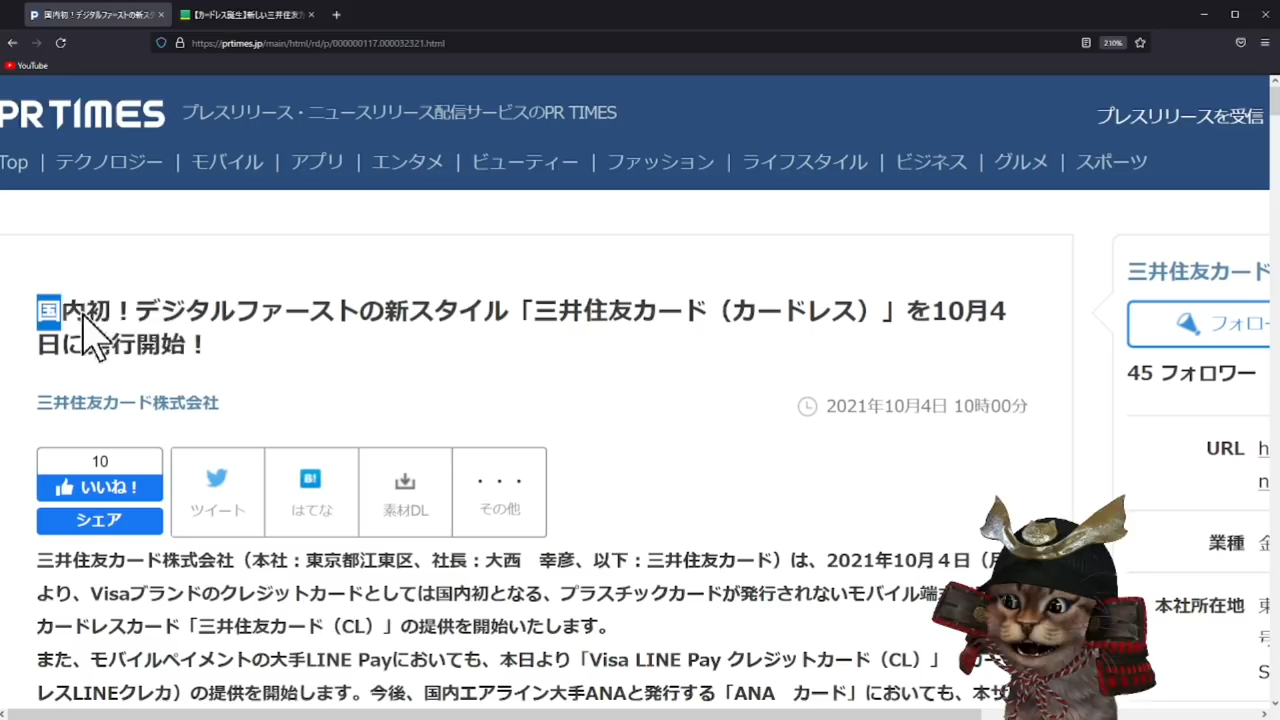 国内初！デジタルファーストの新ス
【カードレス誕生】新しい三井住友
https://prtimes.jp/main/html/rd/p/000000117.000032321.html
210%
YouTube
PR TIMES プレスリリース・ニュースリリース配信サービスのPR TIMES
プレスリリースを受信
Top | テクノロジー | モバイル | アプリ | エンタメ | ビューティー | ファッション | ライフスタイル | ビジネス | グルメ | スポーツ
国内初！デジタルファーストの新スタイル「三井住友カード（カードレス）」を10月4
日に 行開始！
三井住友カード株式会社
2021年10月4日 10時00分
10
いいね！
シェア
ツイート
B!
はてな
素材DL
その他
三井住友カード株式会社（本社：東京都江東区、社長：大西　幸彦、以下：三井住友カード）は、2021年10月４日（
より、Visaブランドのクレジットカードとしては国内初となる、プラスチックカードが発行されないモバイル端
カードレスカード「三井住友カード（CL）」の提供を開始いたします。
また、モバイルペイメントの大手LINE Payにおいても、本日より「Visa LINE Pay クレジットカード（CL）」
レスLINEクレカ）の提供を開始します。今後、国内エアライン大手ANAと発行する「ANA　カード」においても、本
三井住友カード
フォロー
45 フォロワー
URL
h
n
業種
本社所在地